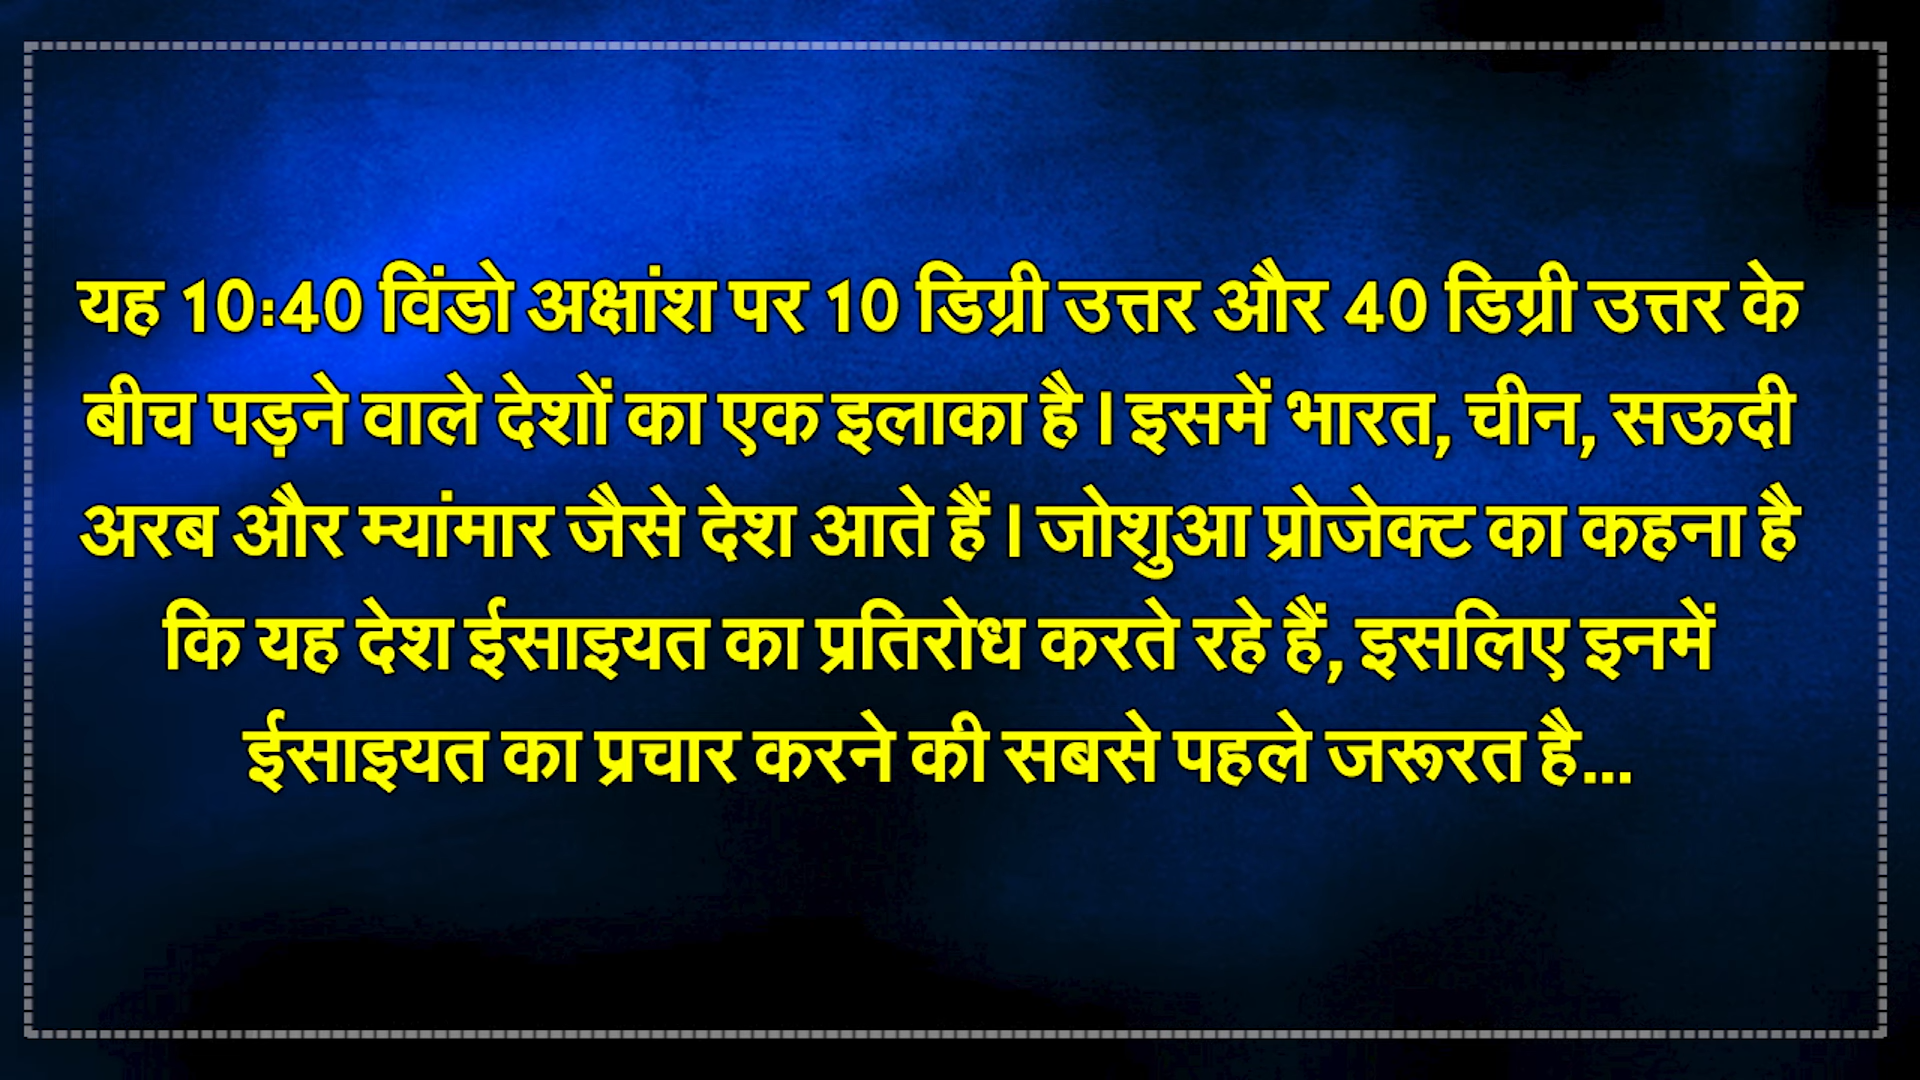 यह 10:40 विंडो अक्षांश पर 10 डिग्री उत्तर और 40 डिग्री उत्तर के
बीच पड़ने वाले देशों का एक इलाका है। इसमें भारत, चीन, सऊदी
अरब और म्यांमार जैसे देश आते हैं। जोशुआ प्रोजेक्ट का कहना है
कि यह देश ईसाइयत का प्रतिरोध करते रहे हैं, इसलिए इनमें
ईसाइयत का प्रचार करने की सबसे पहले जरूरत है...